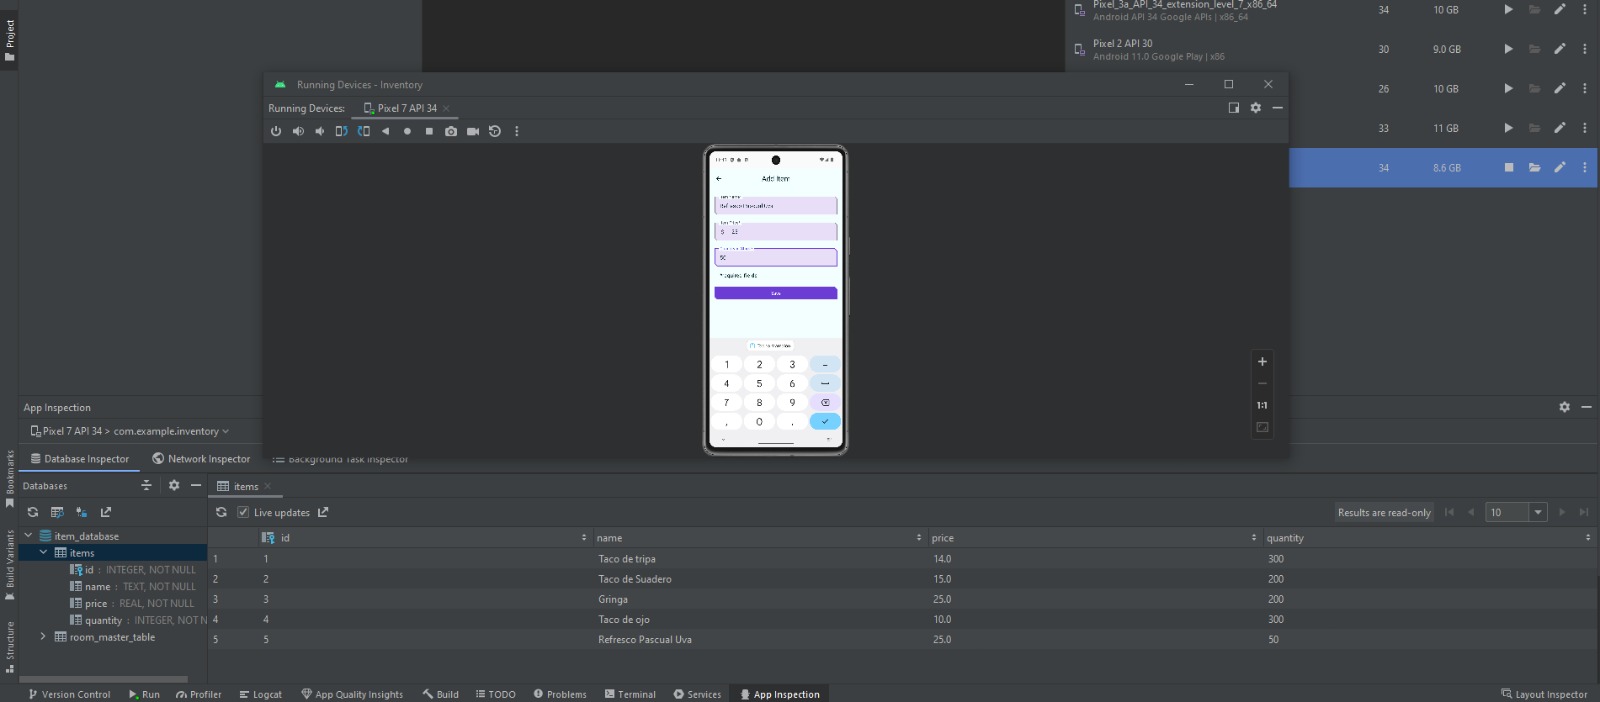 Project
Pixel_3a_API_34_extension_level_7_x86_64 34 10 GB
Android API 34 Google APIs | x86_64
Pixel 2 API 30 30 9.0 GB
Android 11.0 Google Play | x86
26 10 GB
33 11 GB
34 8.6 GB
Running Devices - Inventory
Running Devices: Pixel 7 API 34
Add Item
$ 25
50
Save
1 2 3 –
4 5 6
7 8 9
, 0 .
1:1
App Inspection
Pixel 7 API 34 > com.example.inventory
Database Inspector Network Inspector Background Task Inspector
Databases
items
Live updates
Results are read-only 10
item_database
items
id : INTEGER, NOT NULL
name : TEXT, NOT NULL
price : REAL, NOT NULL
quantity : INTEGER, NOT N
room_master_table
id name price quantity
1 1 Taco de tripa 14.0 300
2 2 Taco de Suadero 15.0 200
3 3 Gringa 25.0 200
4 4 Taco de ojo 10.0 300
5 5 Refresco Pascual Uva 25.0 50
Bookmarks
Build Variants
Structure
Version Control Run Profiler Logcat App Quality Insights Build TODO Problems Terminal Services App Inspection Layout Inspector